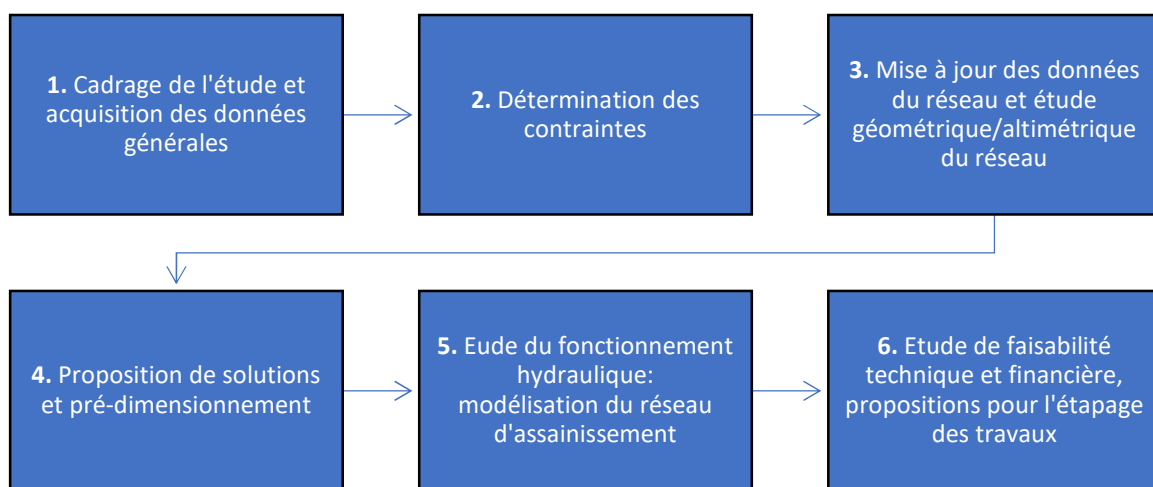 1. Cadrage de l'étude et
acquisition des données
générales
2. Détermination des
contraintes
3. Mise à jour des données
du réseau et étude
géométrique/altimétrique
du réseau
4. Proposition de solutions
et pré-dimensionnement
5. Eude du fonctionnement
hydraulique:
modélisation du réseau
d'assainissement
6. Etude de faisabilité
technique et financière,
propositions pour l'étapage
des travaux